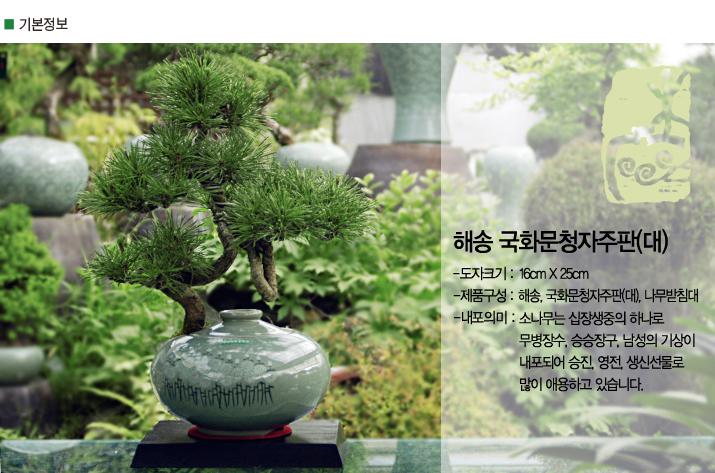 기본정보
해송 국화문청자주판(대)
-도자크기 : 16cm X 25cm
-제품구성 : 해송, 국화문청자주판(대), 나무받침대
-내포의미 : 소나무는 십장생중의 하나로
무병장수, 승승장구, 남성의 기상이
내포되어 승진, 영전, 생신선물로
많이 애용하고 있습니다.